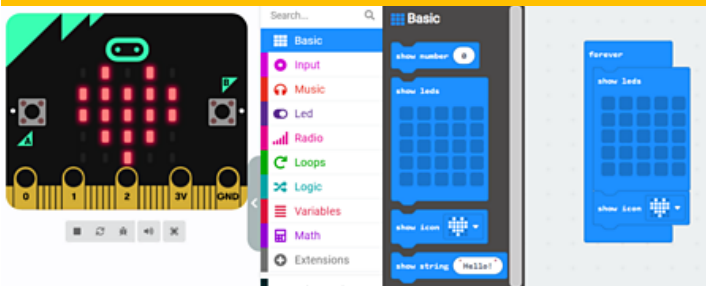 B
A
0 1 2 3V GND
Search...
Basic
Input
Music
Led
Radio
Loops
Logic
Variables
Math
Extensions
Basic
show number 0
show leds
show icon
show string "Hello!"
forever
show leds
show icon